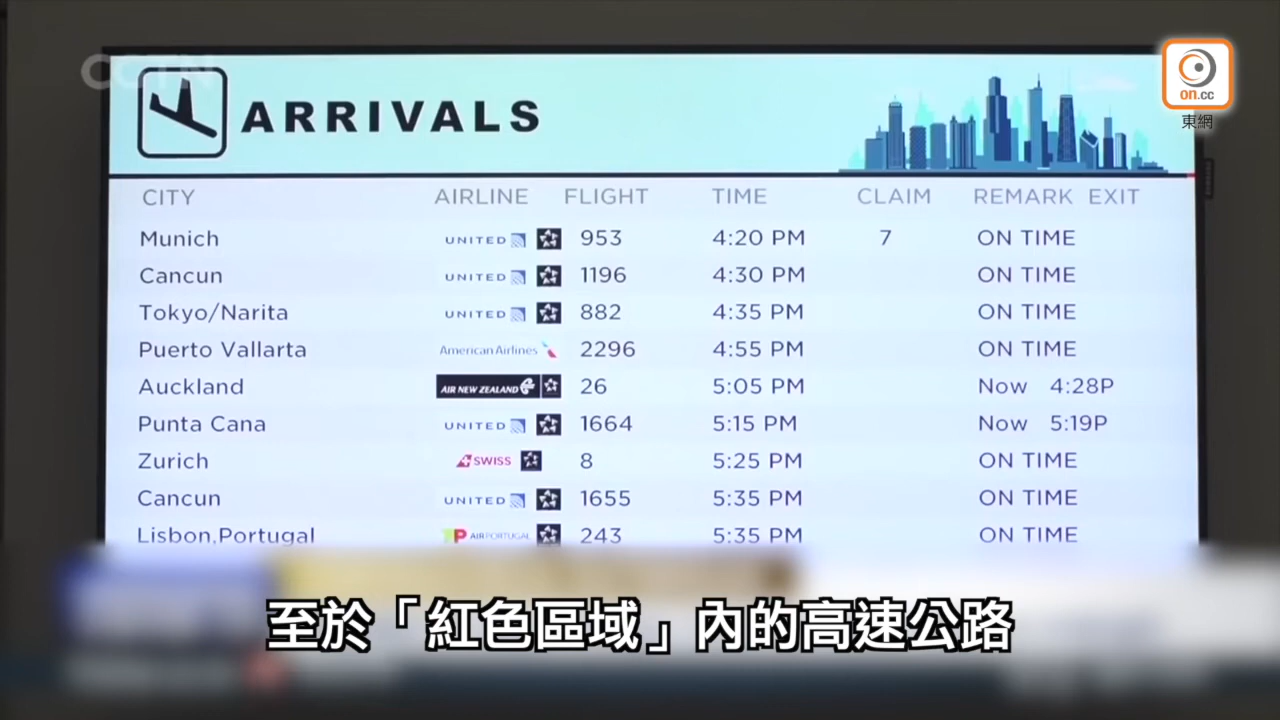 CGTN
on.cc
東網
ARRIVALS
CITY AIRLINE FLIGHT TIME CLAIM REMARK EXIT
Munich UNITED 953 4:20 PM 7 ON TIME
Cancun UNITED 1196 4:30 PM ON TIME
Tokyo/Narita UNITED 882 4:35 PM ON TIME
Puerto Vallarta American Airlines 2296 4:55 PM ON TIME
Auckland AIR NEW ZEALAND 26 5:05 PM Now 4:28P
Punta Cana UNITED 1664 5:15 PM Now 5:19P
Zurich SWISS 8 5:25 PM ON TIME
Cancun UNITED 1655 5:35 PM ON TIME
Lisbon,Portugal TP AIRPORTUGAL 243 5:35 PM ON TIME
至於「紅色區域」內的高速公路